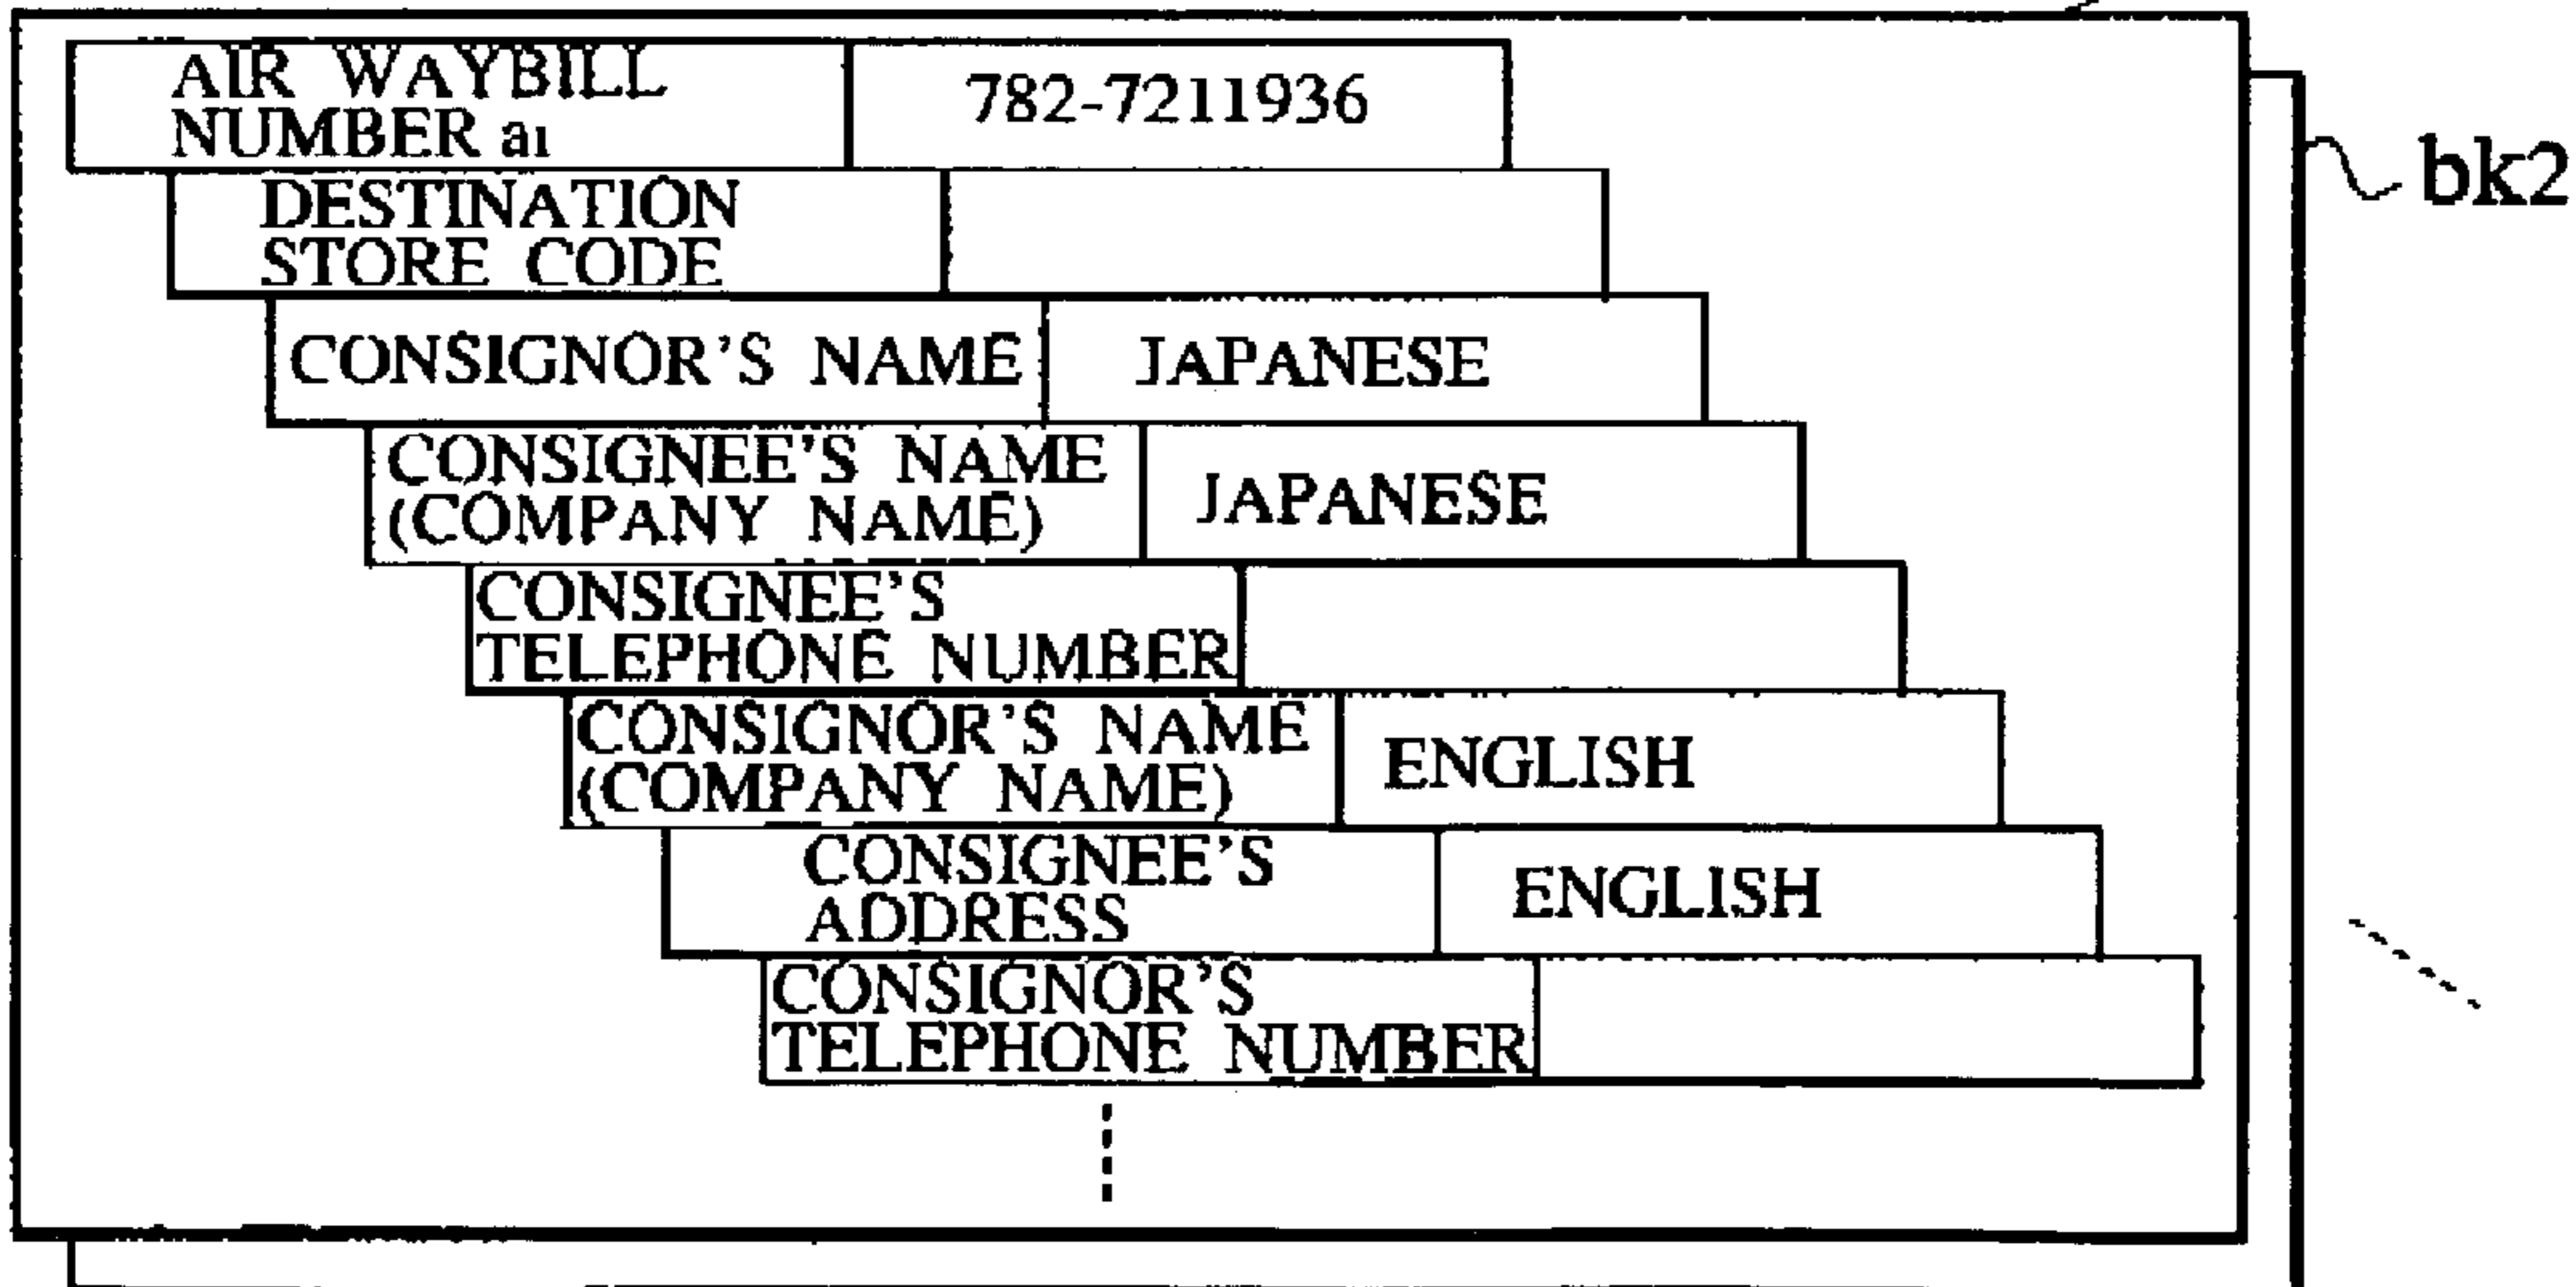 AIR WAYBILL
NUMBER a1
782-7211936
bk2
DESTINATION
STORE CODE
CONSIGNOR'S NAME
JAPANESE
CONSIGNEE'S NAME
(COMPANY NAME)
JAPANESE
CONSIGNEE'S
TELEPHONE NUMBER
CONSIGNOR'S NAME
(COMPANY NAME)
ENGLISH
CONSIGNEE'S
ADDRESS
ENGLISH
CONSIGNOR'S
TELEPHONE NUMBER